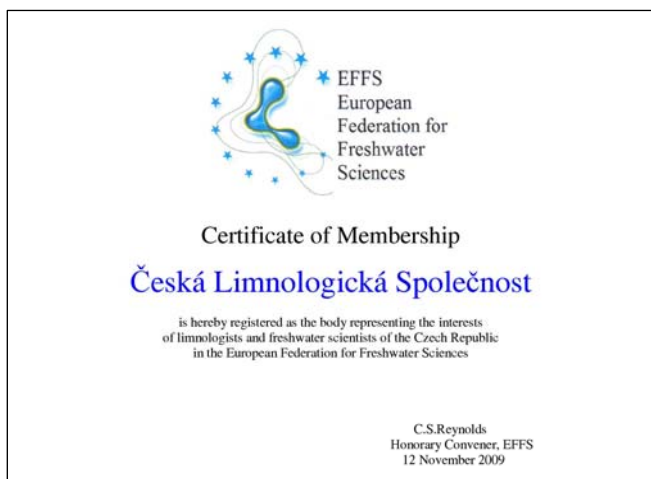 EFFS
European
Federation for
Freshwater
Sciences
Certificate of Membership
Česká Limnologická Společnost
is hereby registered as the body representing the interests
of limnologists and freshwater scientists of the Czech Republic
in the European Federation for Freshwater Sciences
C.S.Reynolds
Honorary Convener, EFFS
12 November 2009